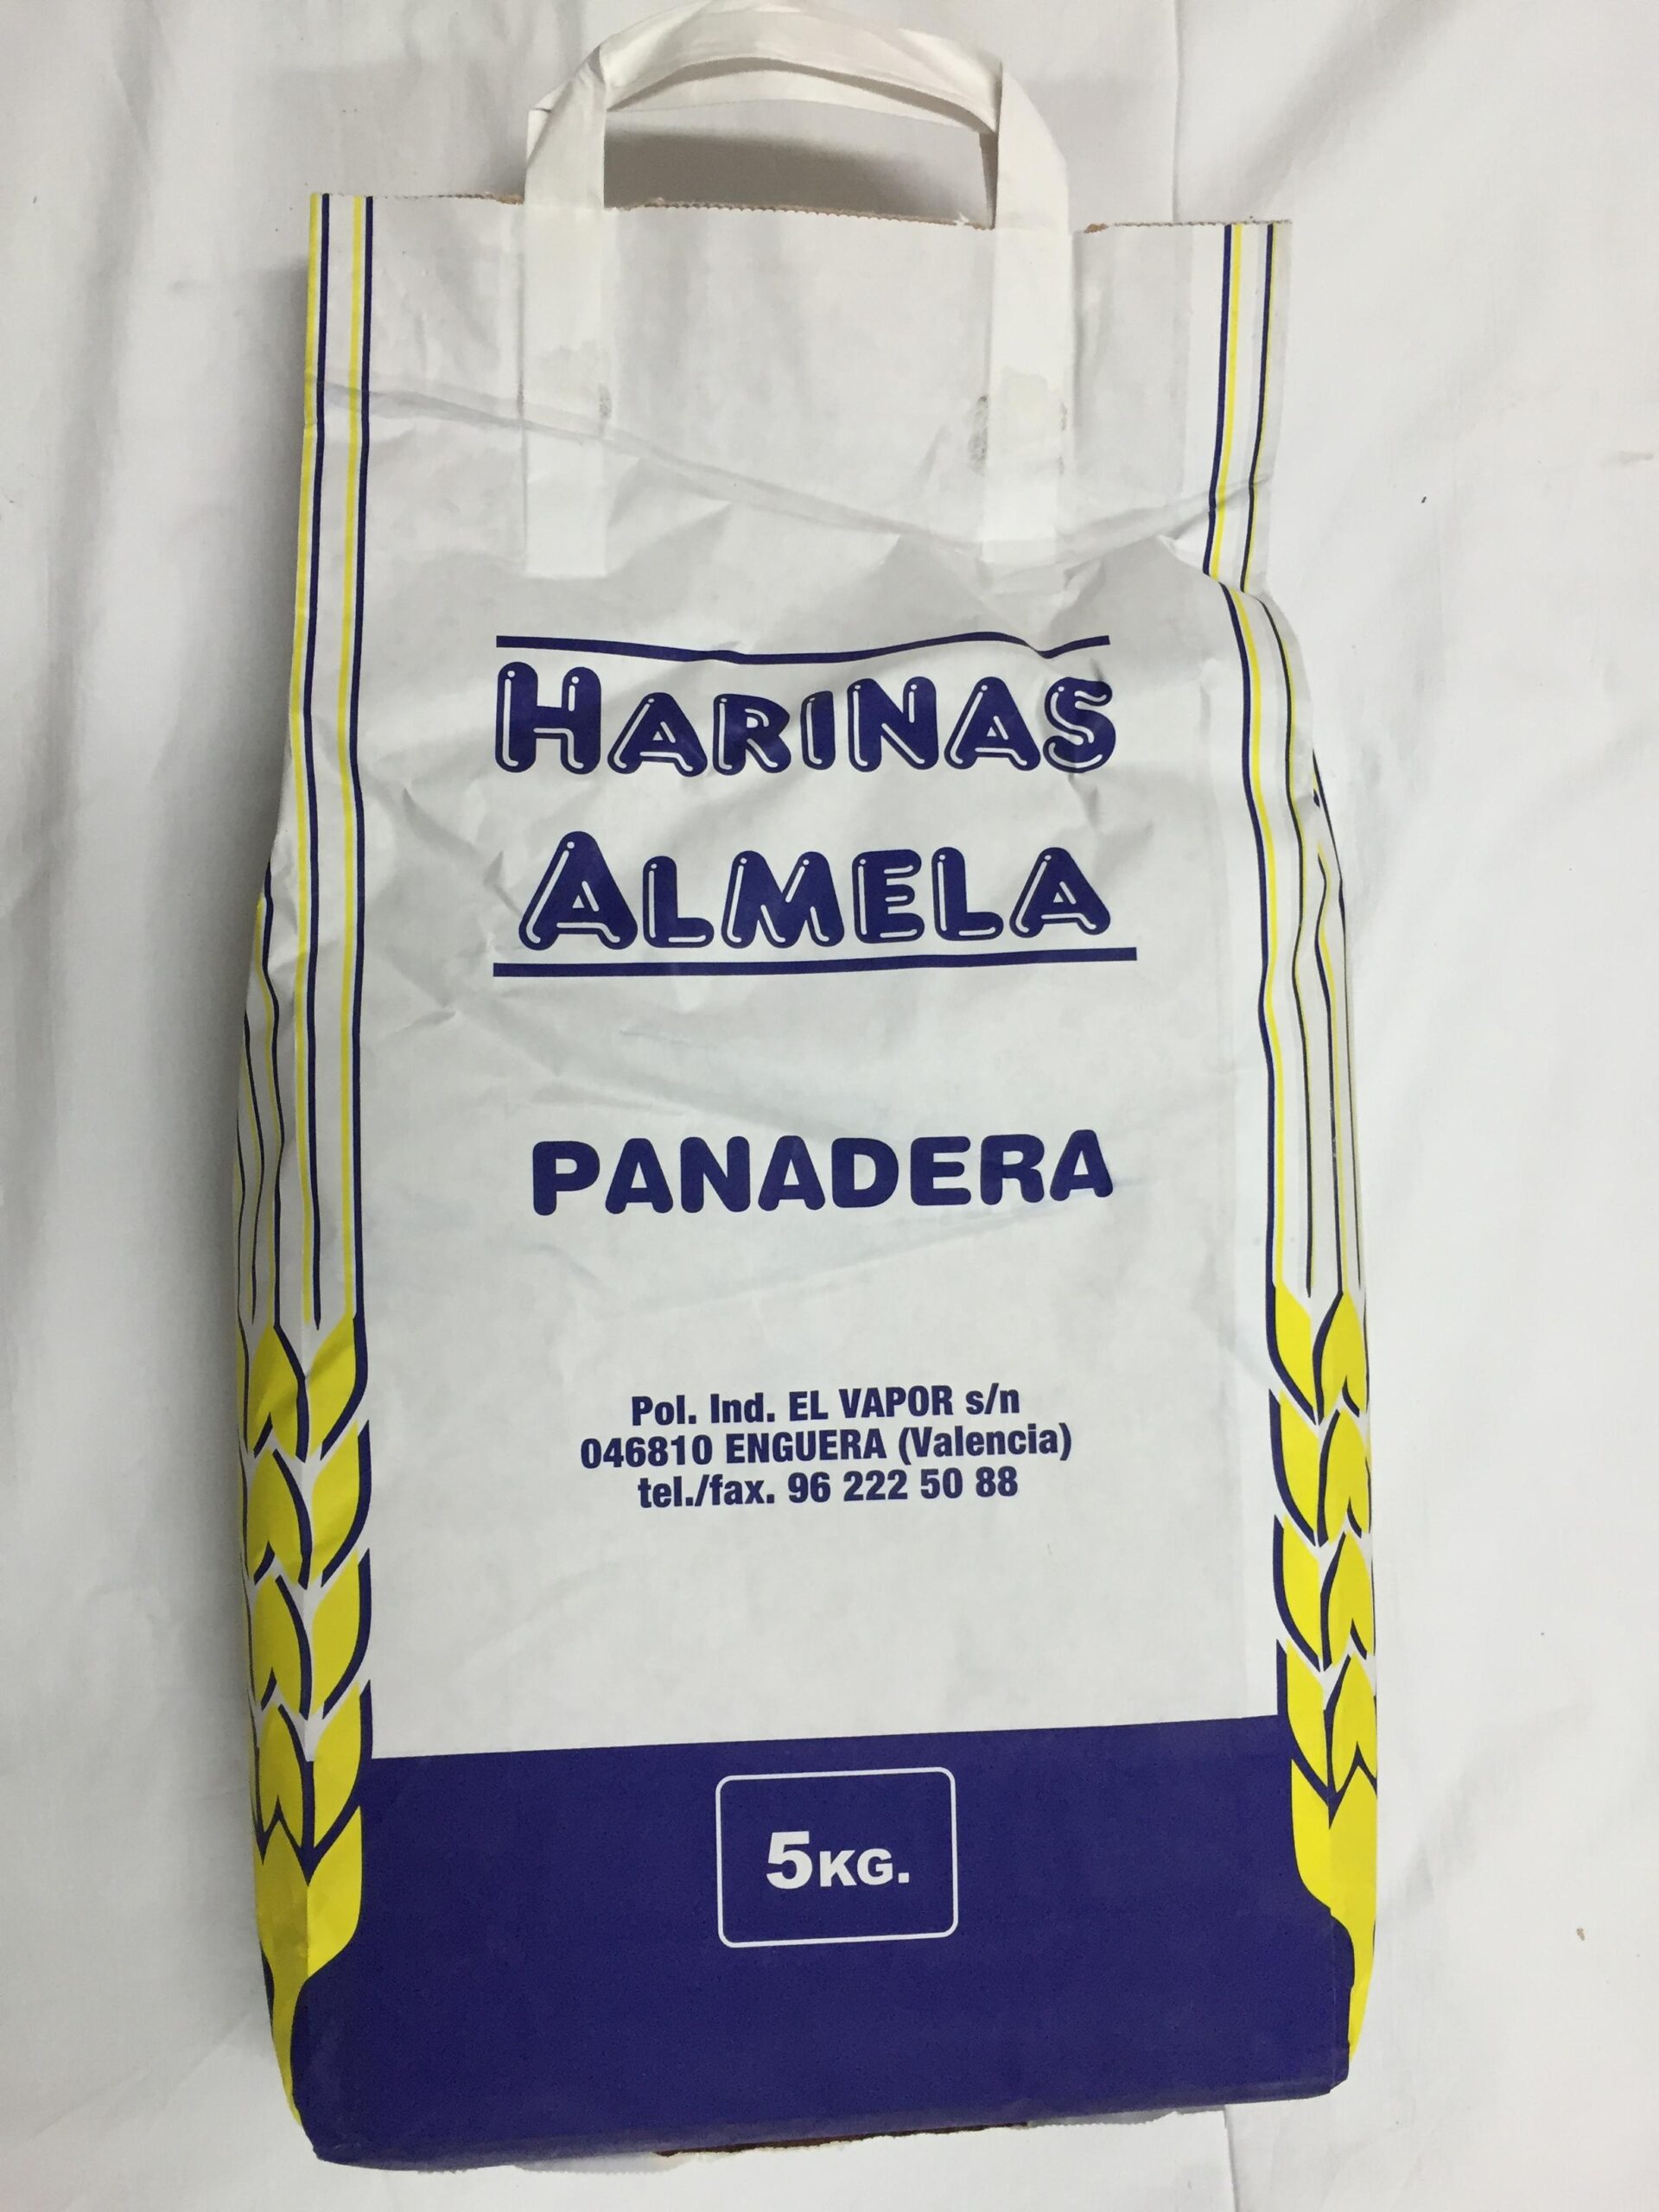 HARINAS
ALMELA
PANADERA
Pol. Ind. EL VAPOR s/n
046810 ENGUERA (Valencia)
tel./fax. 96 222 50 88
5KG.